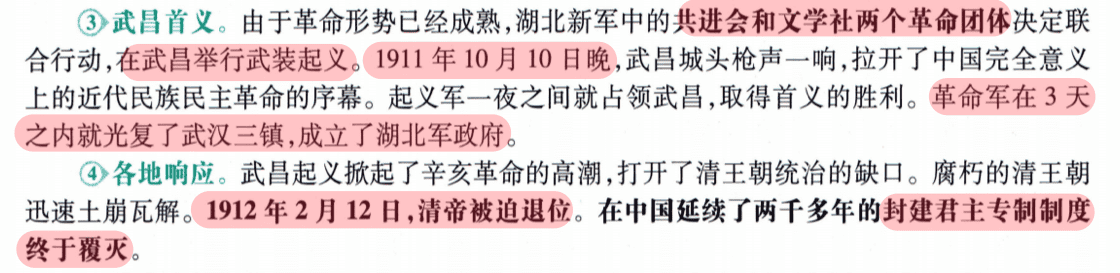 ③武昌首义。由于革命形势已经成熟,湖北新军中的共进会和文学社两个革命团体决定联
合行动,在武昌举行武装起义。1911 年 10 月 10 日晚,武昌城头枪声一响,拉开了中国完全意义
上的近代民族民主革命的序幕。起义军一夜之间就占领武昌,取得首义的胜利。革命军在 3 天
之内就光复了武汉三镇,成立了湖北军政府。
④各地响应。武昌起义掀起了辛亥革命的高潮,打开了清王朝统治的缺口。腐朽的清王朝
迅速土崩瓦解。1912 年 2 月 12 日,清帝被迫退位。在中国延续了两千多年的封建君主专制制度
终于覆灭。